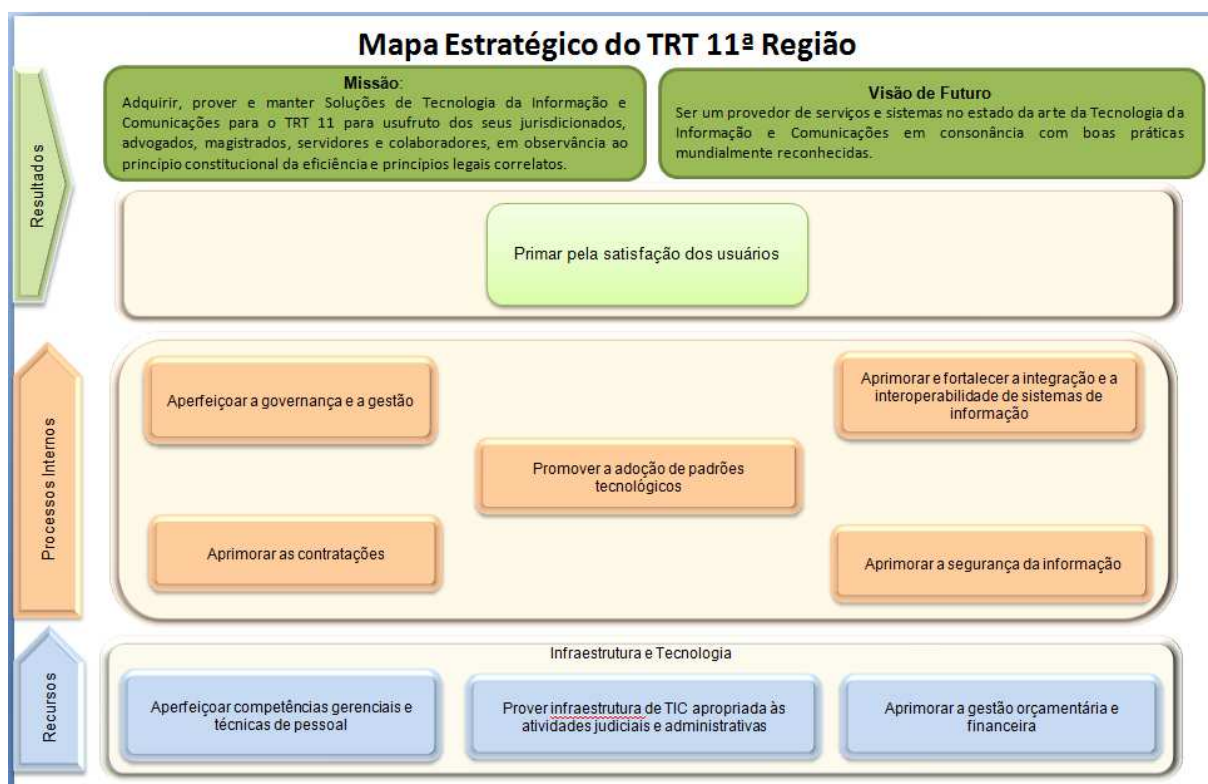 Mapa Estratégico do TRT 11ª Região
Resultados
Missão:
Adquirir, prover e manter Soluções de Tecnologia da Informação e
Comunicações para o TRT 11 para usufruto dos seus jurisdicionados,
advogados, magistrados, servidores e colaboradores, em observância ao
princípio constitucional da eficiência e princípios legais correlatos.
Visão de Futuro
Ser um provedor de serviços e sistemas no estado da arte da Tecnologia da
Informação e Comunicações em consonância com boas práticas
mundialmente reconhecidas.
Primar pela satisfação dos usuários
Processos Internos
Aperfeiçoar a governança e a gestão
Aprimorar e fortalecer a integração e a
interoperabilidade de sistemas de
informação
Promover a adoção de padrões
tecnológicos
Aprimorar as contratações
Aprimorar a segurança da informação
Recursos
Infraestrutura e Tecnologia
Aperfeiçoar competências gerenciais e
técnicas de pessoal
Prover infraestrutura de TIC apropriada às
atividades judiciais e administrativas
Aprimorar a gestão orçamentária e
financeira